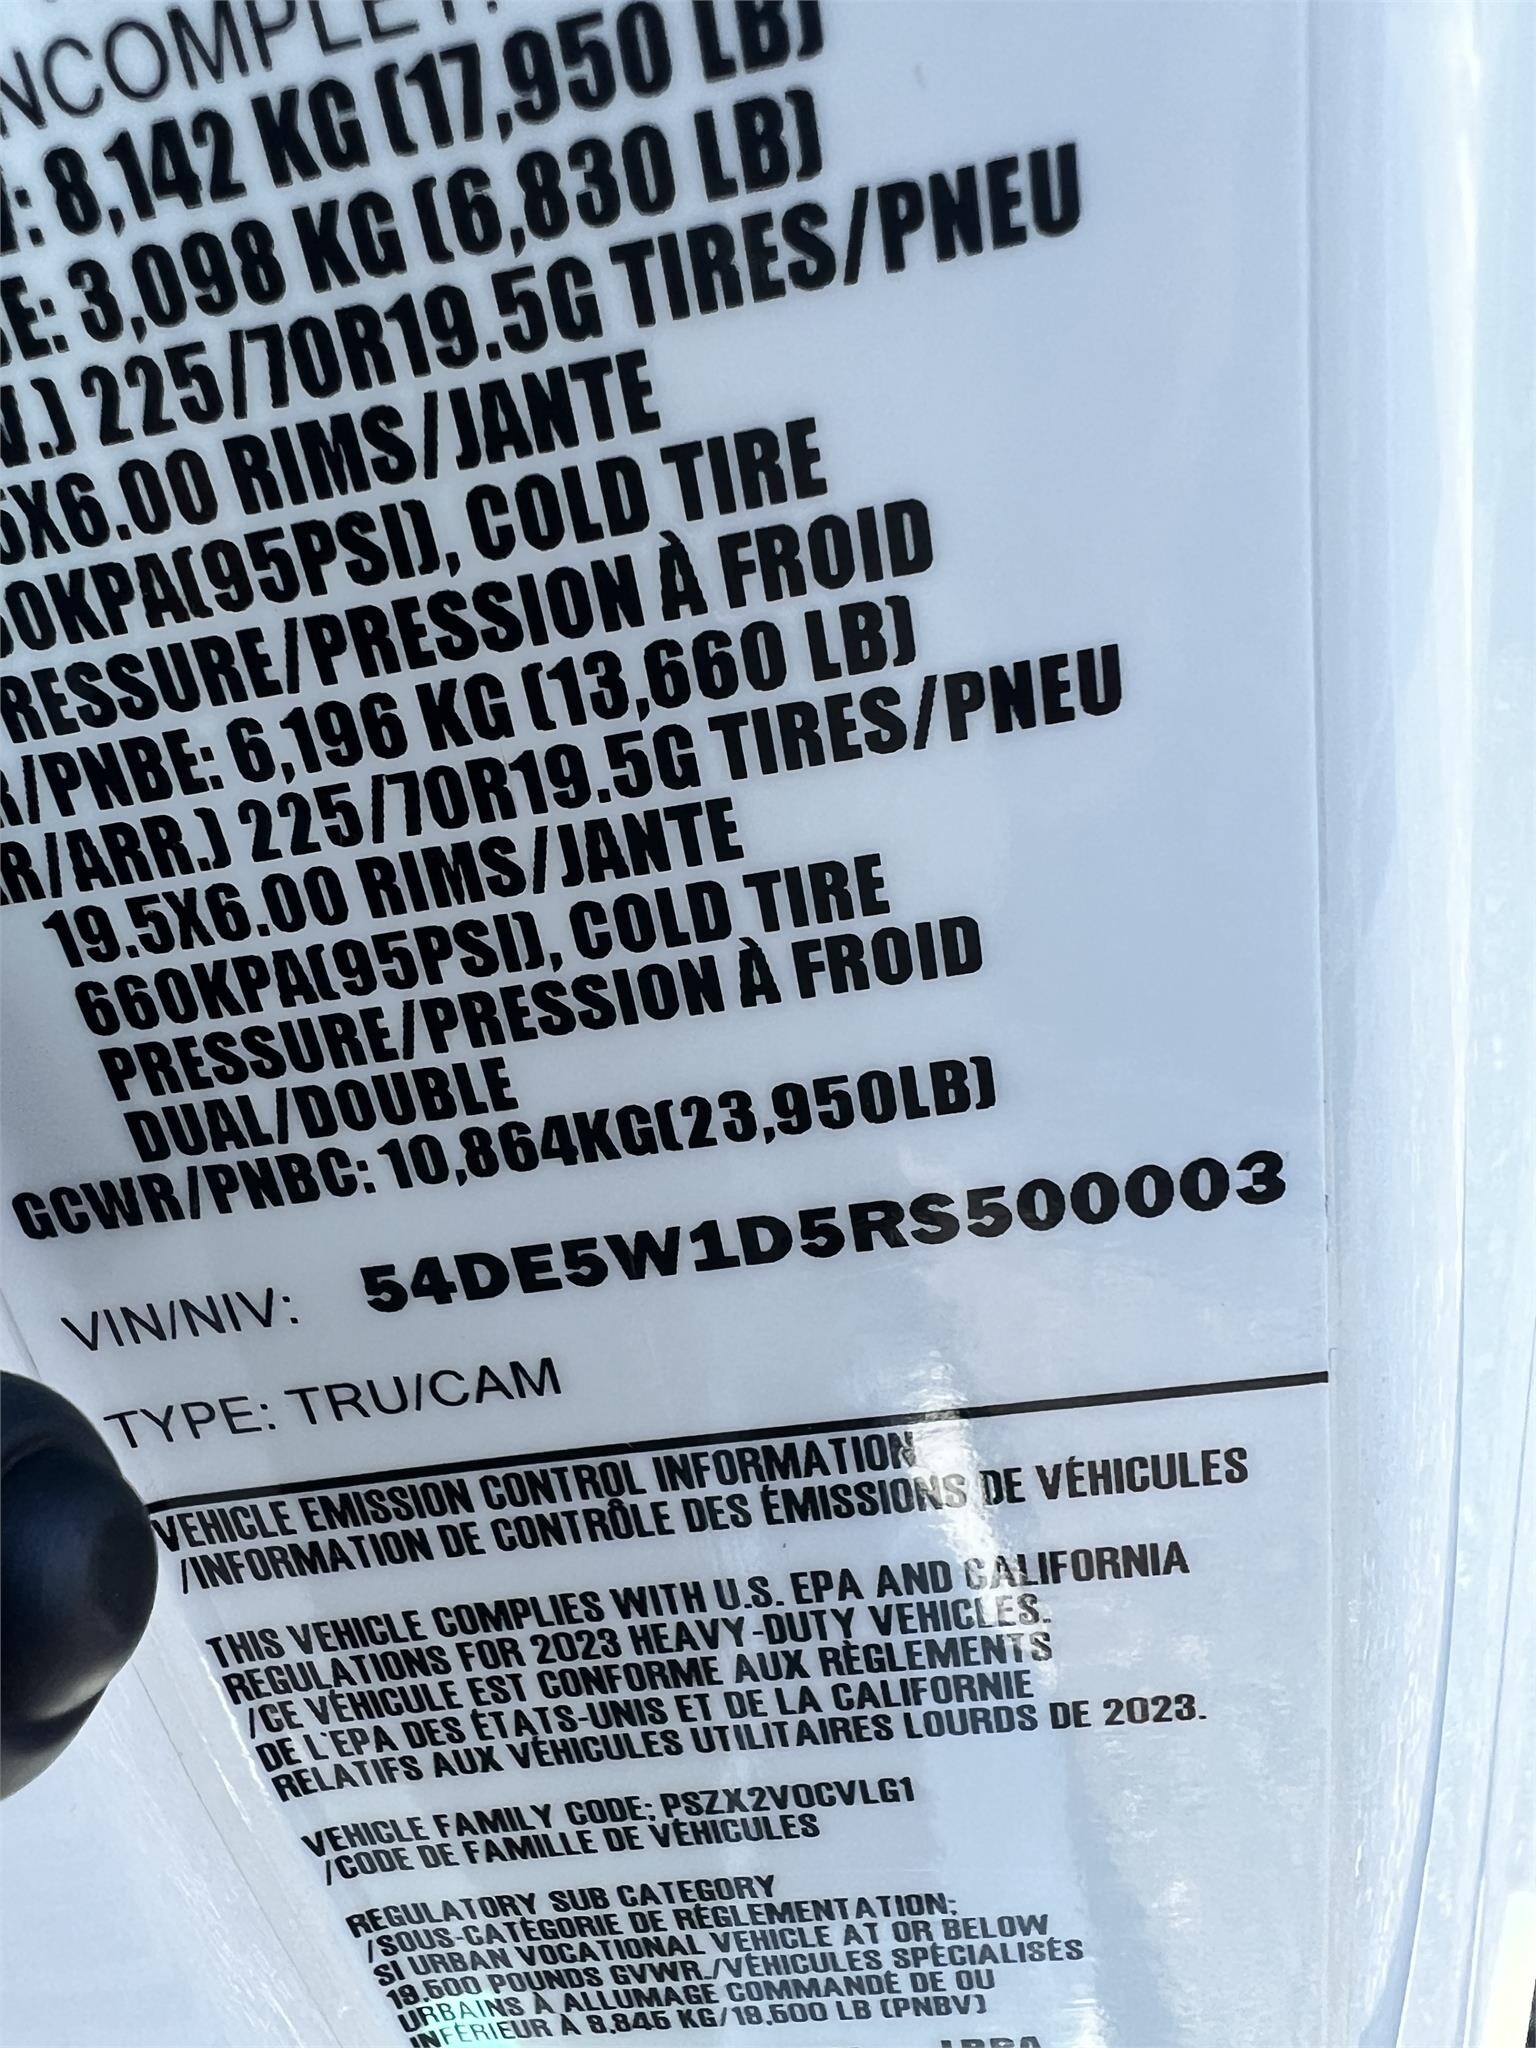 NCOMPLET
: 8,142 KG (17,950 LB)
E: 3,098 KG (6,830 LB)
.) 225/70R19.5G TIRES/PNEU
5X6.00 RIMS/JANTE
0KPA(95PSI), COLD TIRE
RESSURE/PRESSION À FROID
R/PNBE: 6,196 KG (13,660 LB)
R/ARR.) 225/70R19.5G TIRES/PNEU
19.5X6.00 RIMS/JANTE
660KPA(95PSI), COLD TIRE
PRESSURE/PRESSION À FROID
DUAL/DOUBLE
GCWR/PNBC: 10,864KG(23,950LB)
VIN/NIV: 54DE5W1D5RS500003
TYPE: TRU/CAM
VEHICLE EMISSION CONTROL INFORMATION
/INFORMATION DE CONTRÔLE DES ÉMISSIONS DE VÉHICULES
THIS VEHICLE COMPLIES WITH U.S. EPA AND CALIFORNIA
REGULATIONS FOR 2023 HEAVY-DUTY VEHICLES.
/CE VÉHICULE EST CONFORME AUX RÈGLEMENTS
DE L'EPA DES ÉTATS-UNIS ET DE LA CALIFORNIE
RELATIFS AUX VÉHICULES UTILITAIRES LOURDS DE 2023.
VEHICLE FAMILY CODE: PSZX2VOCVLG1
/CODE DE FAMILLE DE VÉHICULES
REGULATORY SUB CATEGORY
/SOUS-CATÉGORIE DE RÉGLEMENTATION:
SI URBAN VOCATIONAL VEHICLE AT OR BELOW
19,500 POUNDS GVWR./VÉHICULES SPÉCIALISÉS
URBAINS À ALLUMAGE COMMANDÉ DE OU
INFÉRIEUR À 8,845 KG/19,500 LB (PNBV)